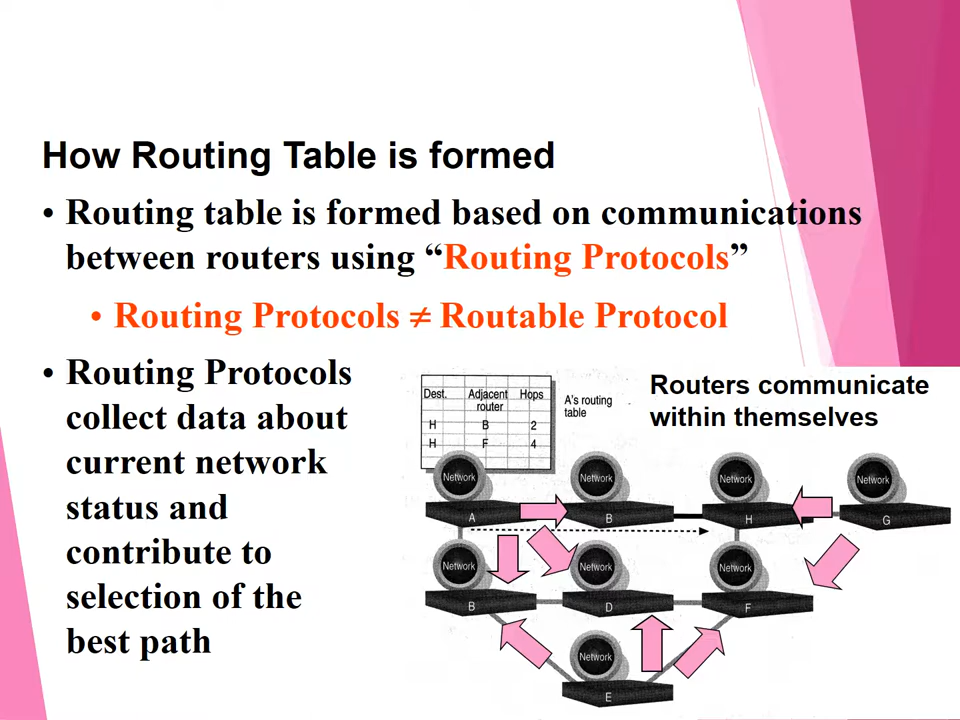 How Routing Table is formed
• Routing table is formed based on communications
between routers using “Routing Protocols”
• Routing Protocols ≠ Routable Protocol
• Routing Protocols
collect data about
current network
status and
contribute to
selection of the
best path
Routers communicate
within themselves
Dest. Adjacent router Hops
H B 2
H F 4
A's routing
table
Network Network Network Network
A B H G
Network Network Network
B D F
Network
E